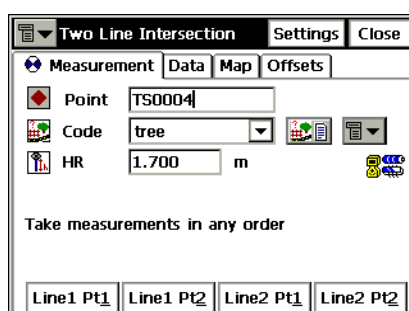 Two Line Intersection Settings Close
Measurement Data Map Offsets
Point TS0004
Code tree
HR 1.700 m
Take measurements in any order
Line1 Pt1 Line1 Pt2 Line2 Pt1 Line2 Pt2